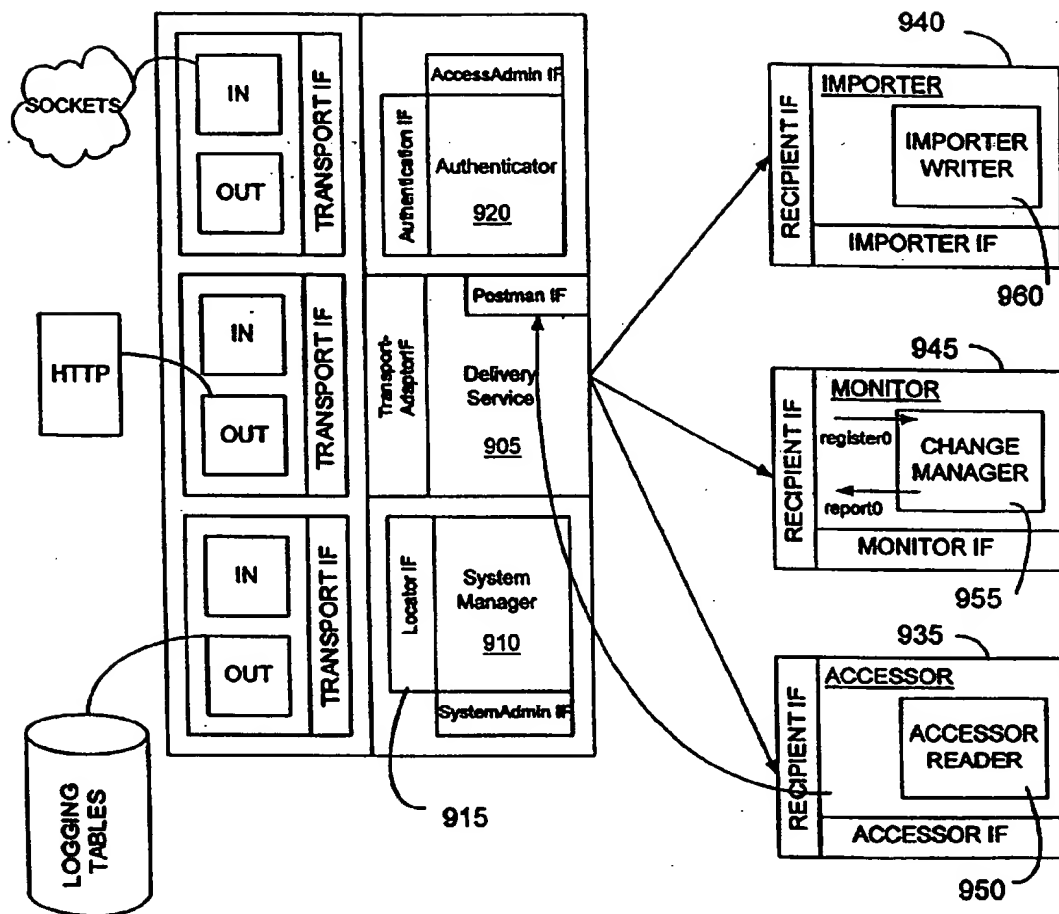 SOCKETS
IN
OUT
TRANSPORT IF
AccessAdmin IF
Authentication IF
Authenticator
920
HTTP
IN
OUT
TRANSPORT IF
Postman IF
Transport-
AdaptorIF
Delivery
Service
905
LOGGING
TABLES
IN
OUT
TRANSPORT IF
Locator IF
System
Manager
910
SystemAdmin IF
915
940
RECIPIENT IF
IMPORTER
IMPORTER
WRITER
IMPORTER IF
960
945
RECIPIENT IF
MONITOR
register0
report0
CHANGE
MANAGER
MONITOR IF
955
935
RECIPIENT IF
ACCESSOR
ACCESSOR
READER
ACCESSOR IF
950